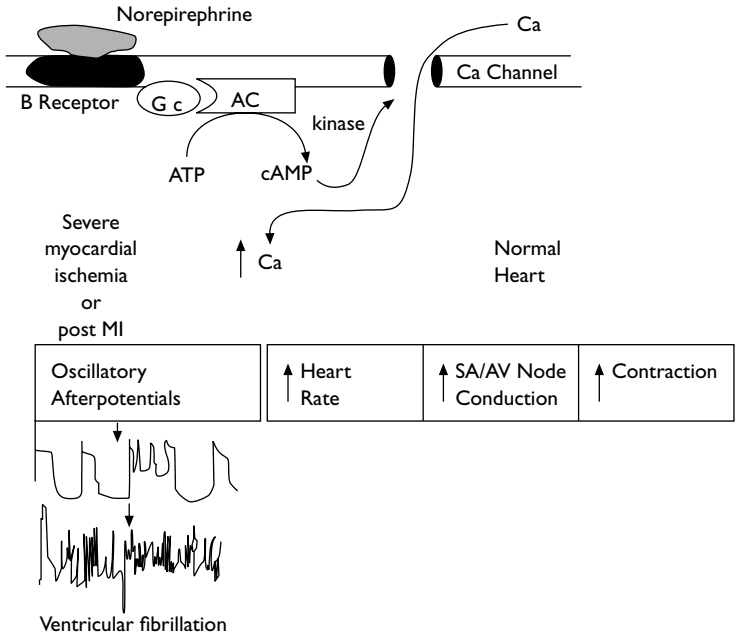 Norepirephrine
Ca
Ca Channel
B Receptor
G c
AC
kinase
ATP
cAMP
Severe
myocardial
ischemia
or
post MI
Ca
Normal
Heart
Oscillatory
Afterpotentials
Heart
Rate
SA/AV Node
Conduction
Contraction
Ventricular fibrillation